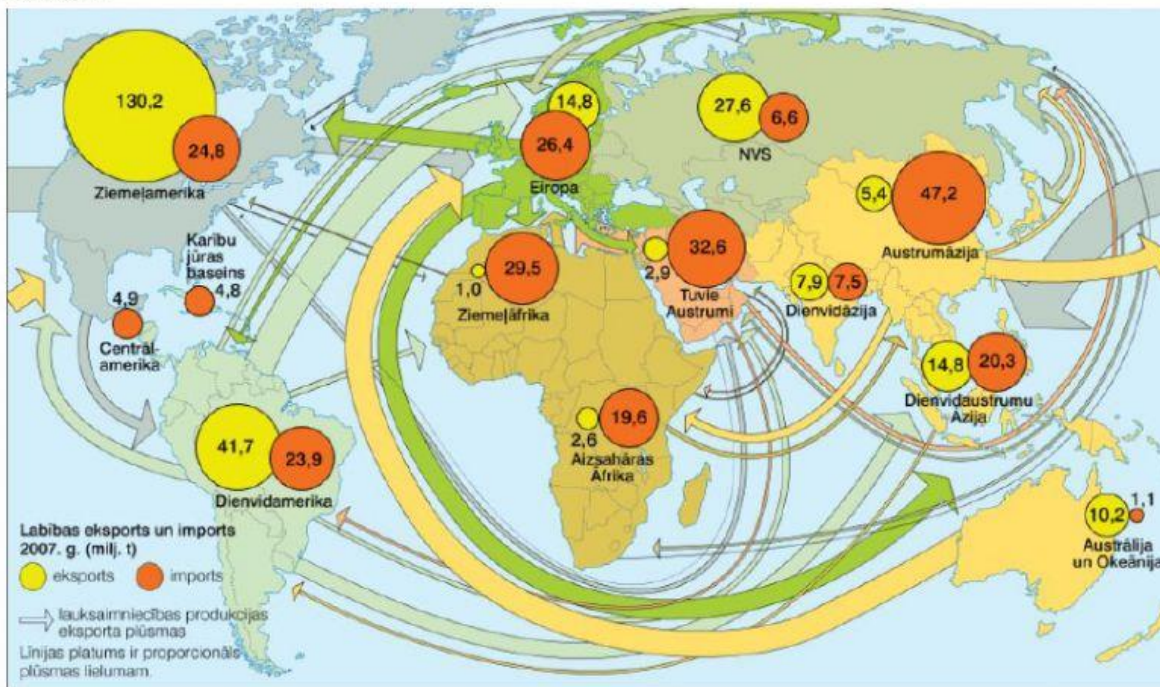 130,2
24,8
Ziemeļamerika
14,8
26,4
Eiropa
27,6
6,6
NVS
5,4
47,2
Austrumāzija
Karību
jūras
baseins
4,8
4,9
Centrāl-
amerika
1,0
29,5
Ziemeļāfrika
2,9
32,6
Tuvie
Austrumi
7,9
7,5
Dienvidāzija
14,8
20,3
Dienvidaustrumu
Āzija
2,6
19,6
Aizsahāras
Āfrika
41,7
23,9
Dienvidamerika
10,2
1,1
Austrālija
un Okeānija
Labības eksports un imports
2007. g. (milj. t)
eksports
imports
lauksaimniecības produkcijas
eksporta plūsmas
Līnijas platums ir proporcionāls
plūsmas lielumam.